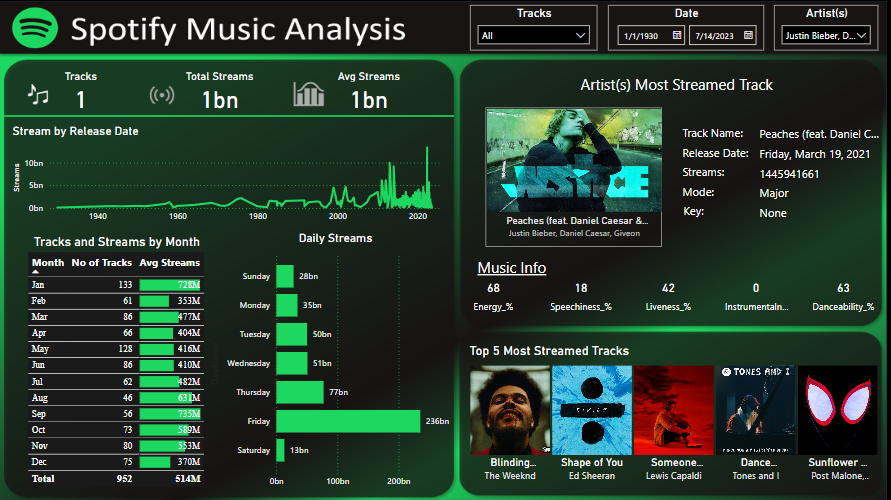 Spotify Music Analysis
Tracks
All
Date
1/1/1930
7/14/2023
Artist(s)
Justin Bieber, D...
Tracks
1
Total Streams
1bn
Avg Streams
1bn
Stream by Release Date
Streams
10bn
5bn
0bn
1940 1960 1980 2000 2020
Tracks and Streams by Month
Month No of Tracks Avg Streams
Jan 133 728M
Feb 61 353M
Mar 86 477M
Apr 66 404M
May 128 416M
Jun 86 410M
Jul 62 482M
Aug 46 631M
Sep 56 735M
Oct 73 589M
Nov 80 553M
Dec 75 370M
Total 952 514M
Daily Streams
Sunday 28bn
Monday 35bn
Tuesday 50bn
Wednesday 51bn
Thursday 77bn
Friday 236bn
Saturday 13bn
0bn 100bn 200bn
Artist(s) Most Streamed Track
JUSTICE
Peaches (feat. Daniel Caesar &...
Justin Bieber, Daniel Caesar, Giveon
Track Name: Peaches (feat. Daniel C...
Release Date: Friday, March 19, 2021
Streams: 1445941661
Mode: Major
Key: None
Music Info
68 18 42 0 63
Energy_% Speechiness_% Liveness_% Instrumentaln... Danceability_%
Top 5 Most Streamed Tracks
TONES AND I
Blinding... Shape of You Someone... Dance... Sunflower ...
The Weeknd Ed Sheeran Lewis Capaldi Tones and I Post Malone,...